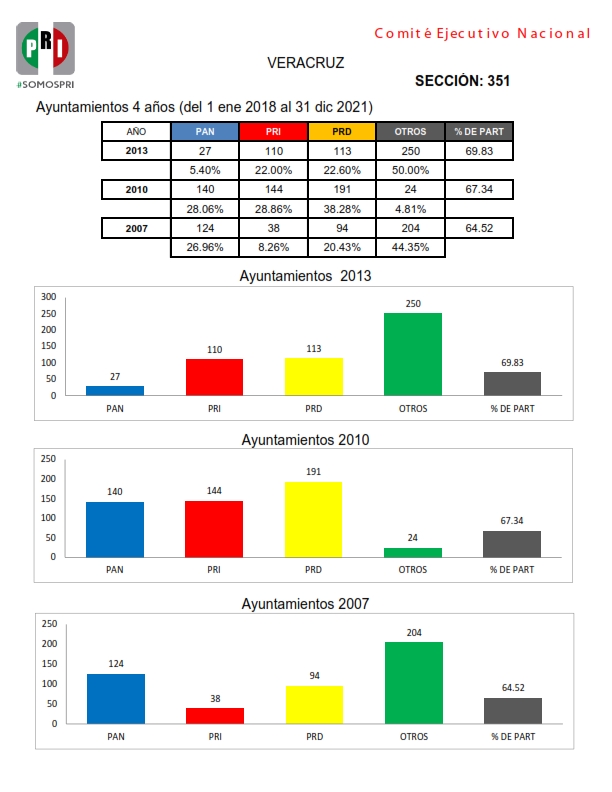 Comité Ejecutivo Nacional
PRI
#SOMOSPRI
VERACRUZ
SECCIÓN: 351
Ayuntamientos 4 años (del 1 ene 2018 al 31 dic 2021)
AÑO PAN PRI PRD OTROS % DE PART
2013 27 110 113 250 69.83
5.40% 22.00% 22.60% 50.00%
2010 140 144 191 24 67.34
28.06% 28.86% 38.28% 4.81%
2007 124 38 94 204 64.52
26.96% 8.26% 20.43% 44.35%
Ayuntamientos 2013
300
250
200
150
100
50
0
27
110
113
250
69.83
PAN PRI PRD OTROS % DE PART
Ayuntamientos 2010
250
200
150
100
50
0
140
144
191
24
67.34
PAN PRI PRD OTROS % DE PART
Ayuntamientos 2007
250
200
150
100
50
0
124
38
94
204
64.52
PAN PRI PRD OTROS % DE PART